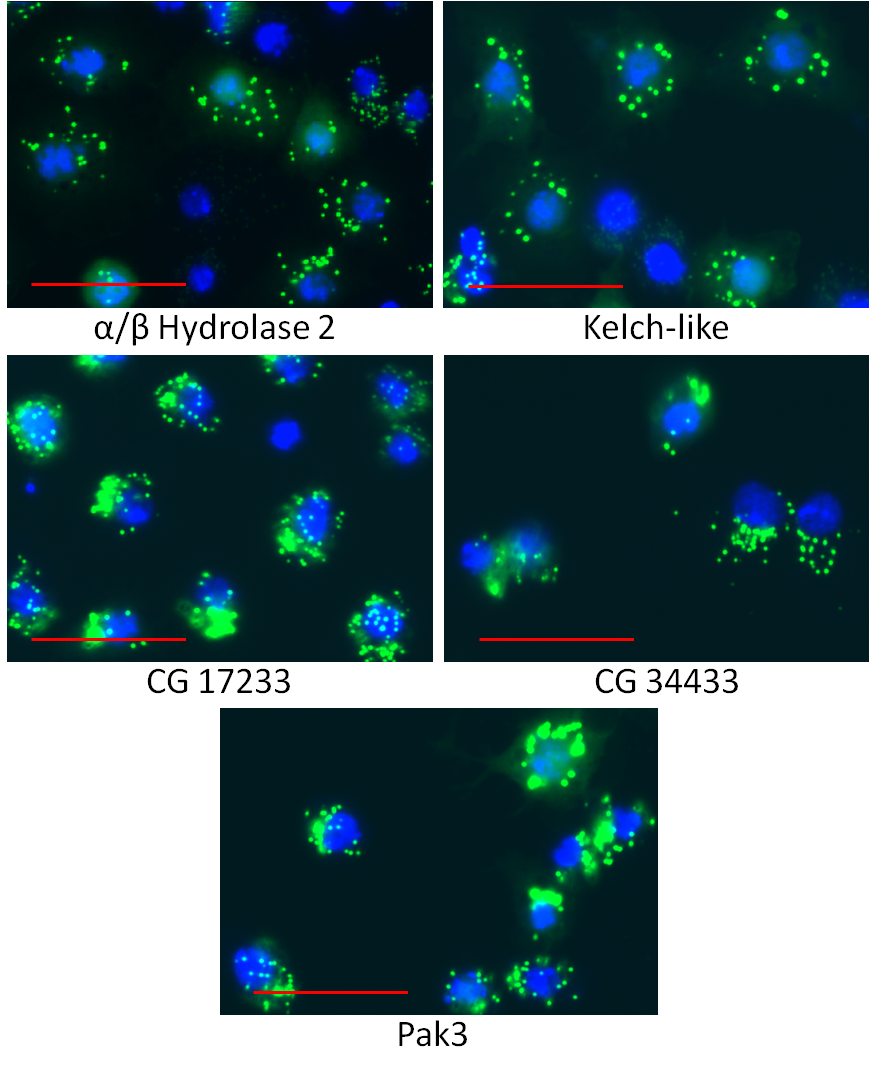 α/β Hydrolase 2
Kelch-like
CG 17233
CG 34433
Pak3